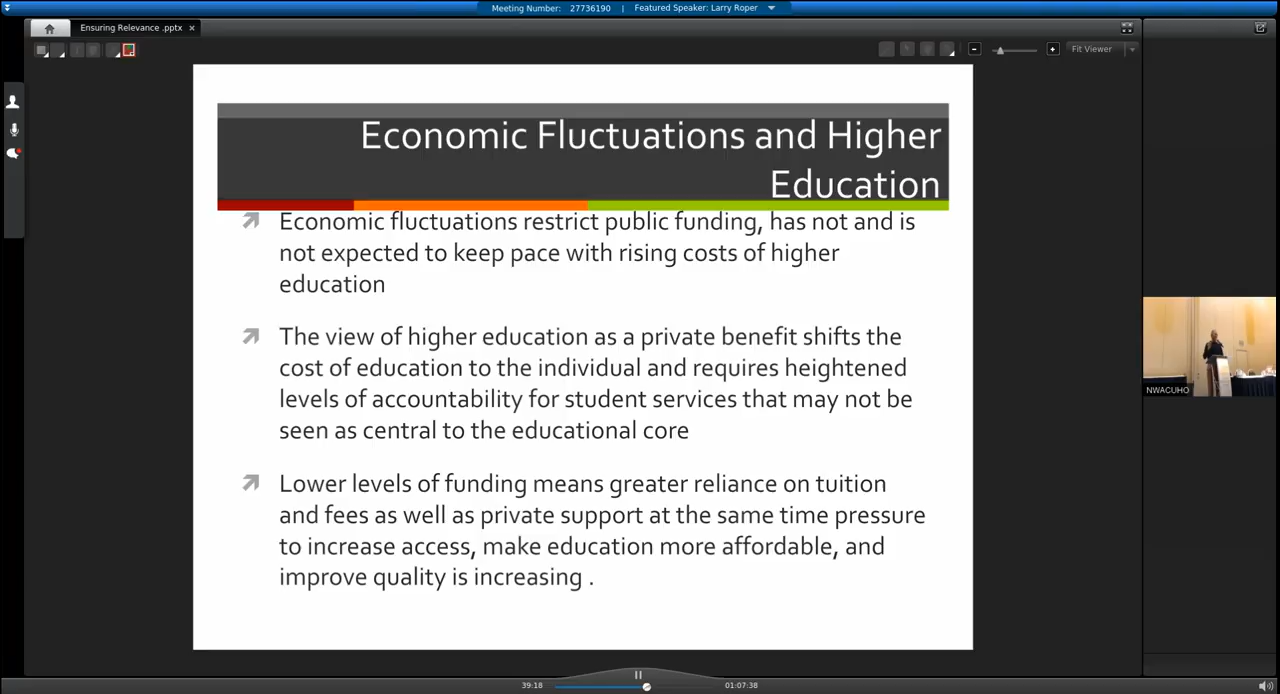 Meeting Number: 27736190 | Featured Speaker: Larry Roper
Ensuring Relevance .pptx
Fit Viewer
Economic Fluctuations and Higher
Education
Economic fluctuations restrict public funding, has not and is
not expected to keep pace with rising costs of higher
education
The view of higher education as a private benefit shifts the
cost of education to the individual and requires heightened
levels of accountability for student services that may not be
seen as central to the educational core
Lower levels of funding means greater reliance on tuition
and fees as well as private support at the same time pressure
to increase access, make education more affordable, and
improve quality is increasing .
NWACUHO
39:18
01:07:38